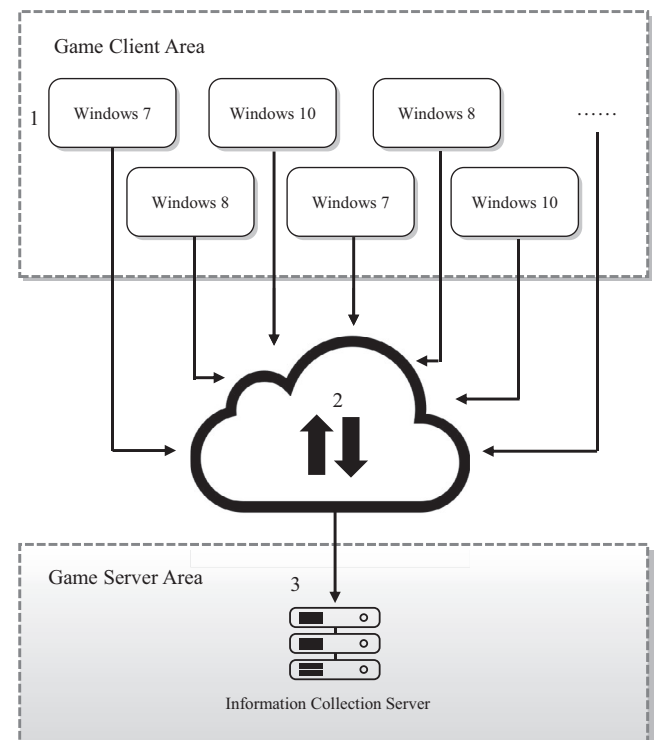 Game Client Area
1
Windows 7
Windows 10
Windows 8
......
Windows 8
Windows 7
Windows 10
2
Game Server Area
3
Information Collection Server